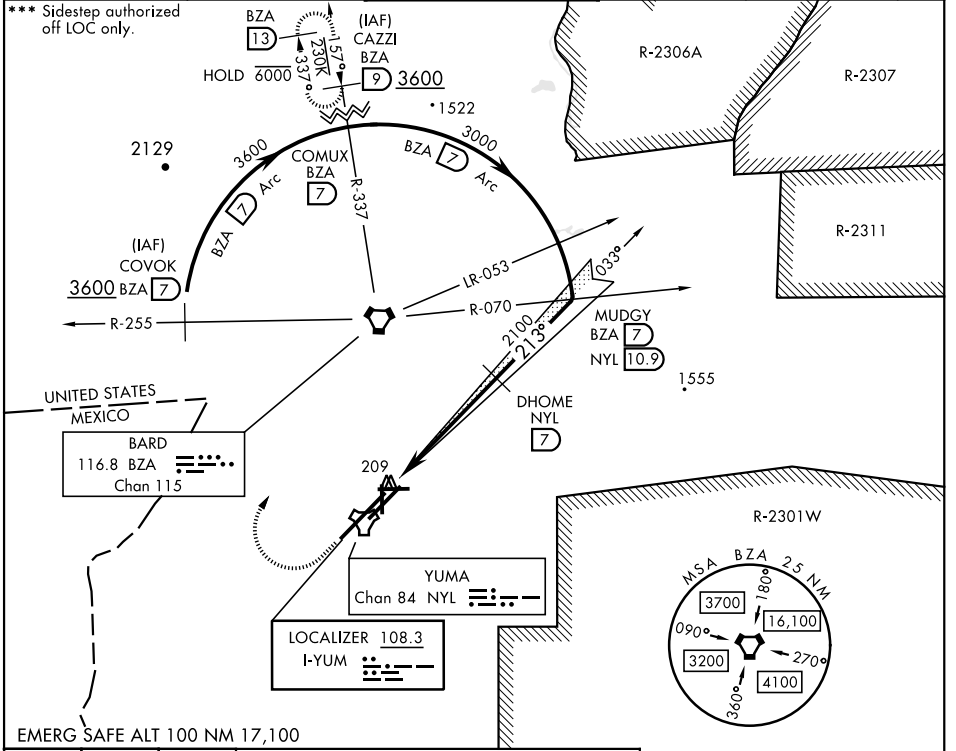 *** Sidestep authorized
off LOC only.
BZA
13
(IAF)
CAZZI
BZA
9 3600
HOLD 6000
230K
157°
337°
1522
2129
3600
BZA 7 Arc
COMUX
BZA
7
R-337
3000
BZA 7 Arc
(IAF)
COVOK
3600 BZA 7
R-255
LR-053
R-070
033°
2100
213°
MUDGY
BZA 7
NYL 10.9
1555
DHOME
NYL
7
R-2306A
R-2307
R-2311
UNITED STATES
MEXICO
BARD
116.8 BZA
Chan 115
209
YUMA
Chan 84 NYL
LOCALIZER 108.3
I-YUM
R-2301W
MSA BZA 25 NM
180°
3700
16,100
090°
270°
3200
4100
360°
EMERG SAFE ALT 100 NM 17,100